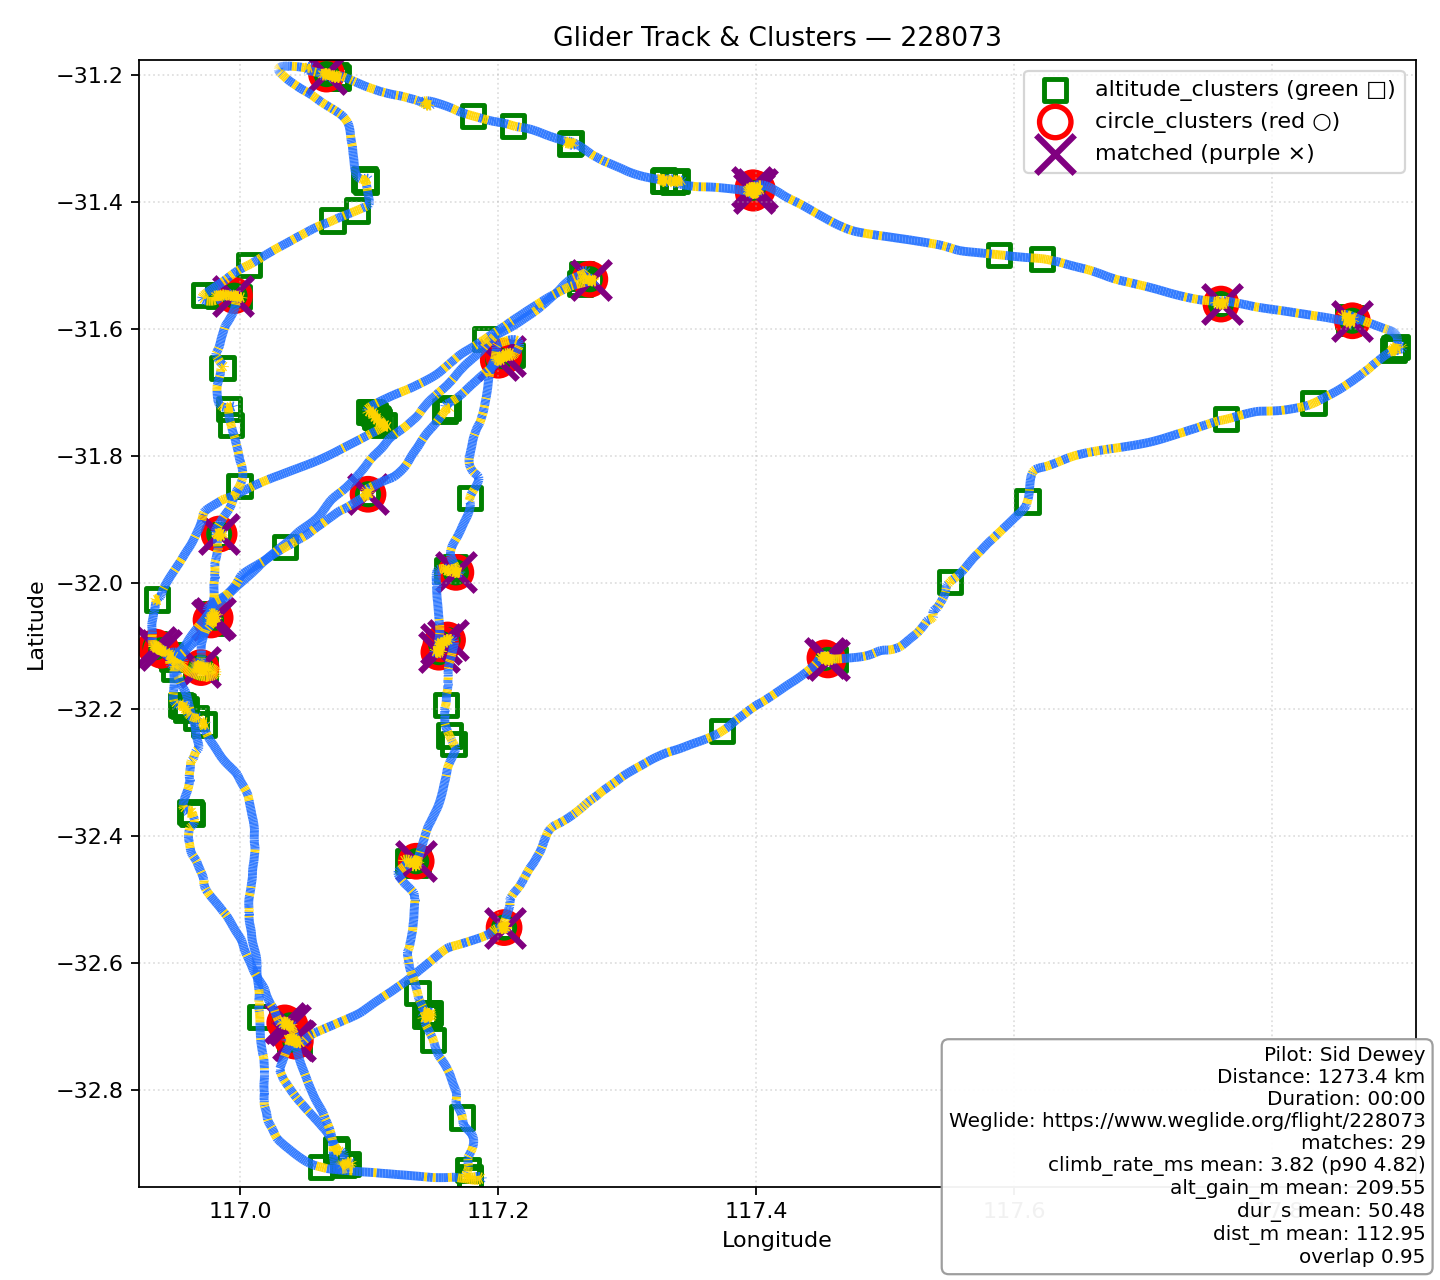 Glider Track & Clusters — 228073
altitude_clusters (green □)
circle_clusters (red ○)
matched (purple ×)
Latitude
−31.2
−31.4
−31.6
−31.8
−32.0
−32.2
−32.4
−32.6
−32.8
117.0
117.2
117.4
117.6
Longitude
Pilot: Sid Dewey
Distance: 1273.4 km
Duration: 00:00
Weglide: https://www.weglide.org/flight/228073
matches: 29
climb_rate_ms mean: 3.82 (p90 4.82)
alt_gain_m mean: 209.55
dur_s mean: 50.48
dist_m mean: 112.95
overlap 0.95